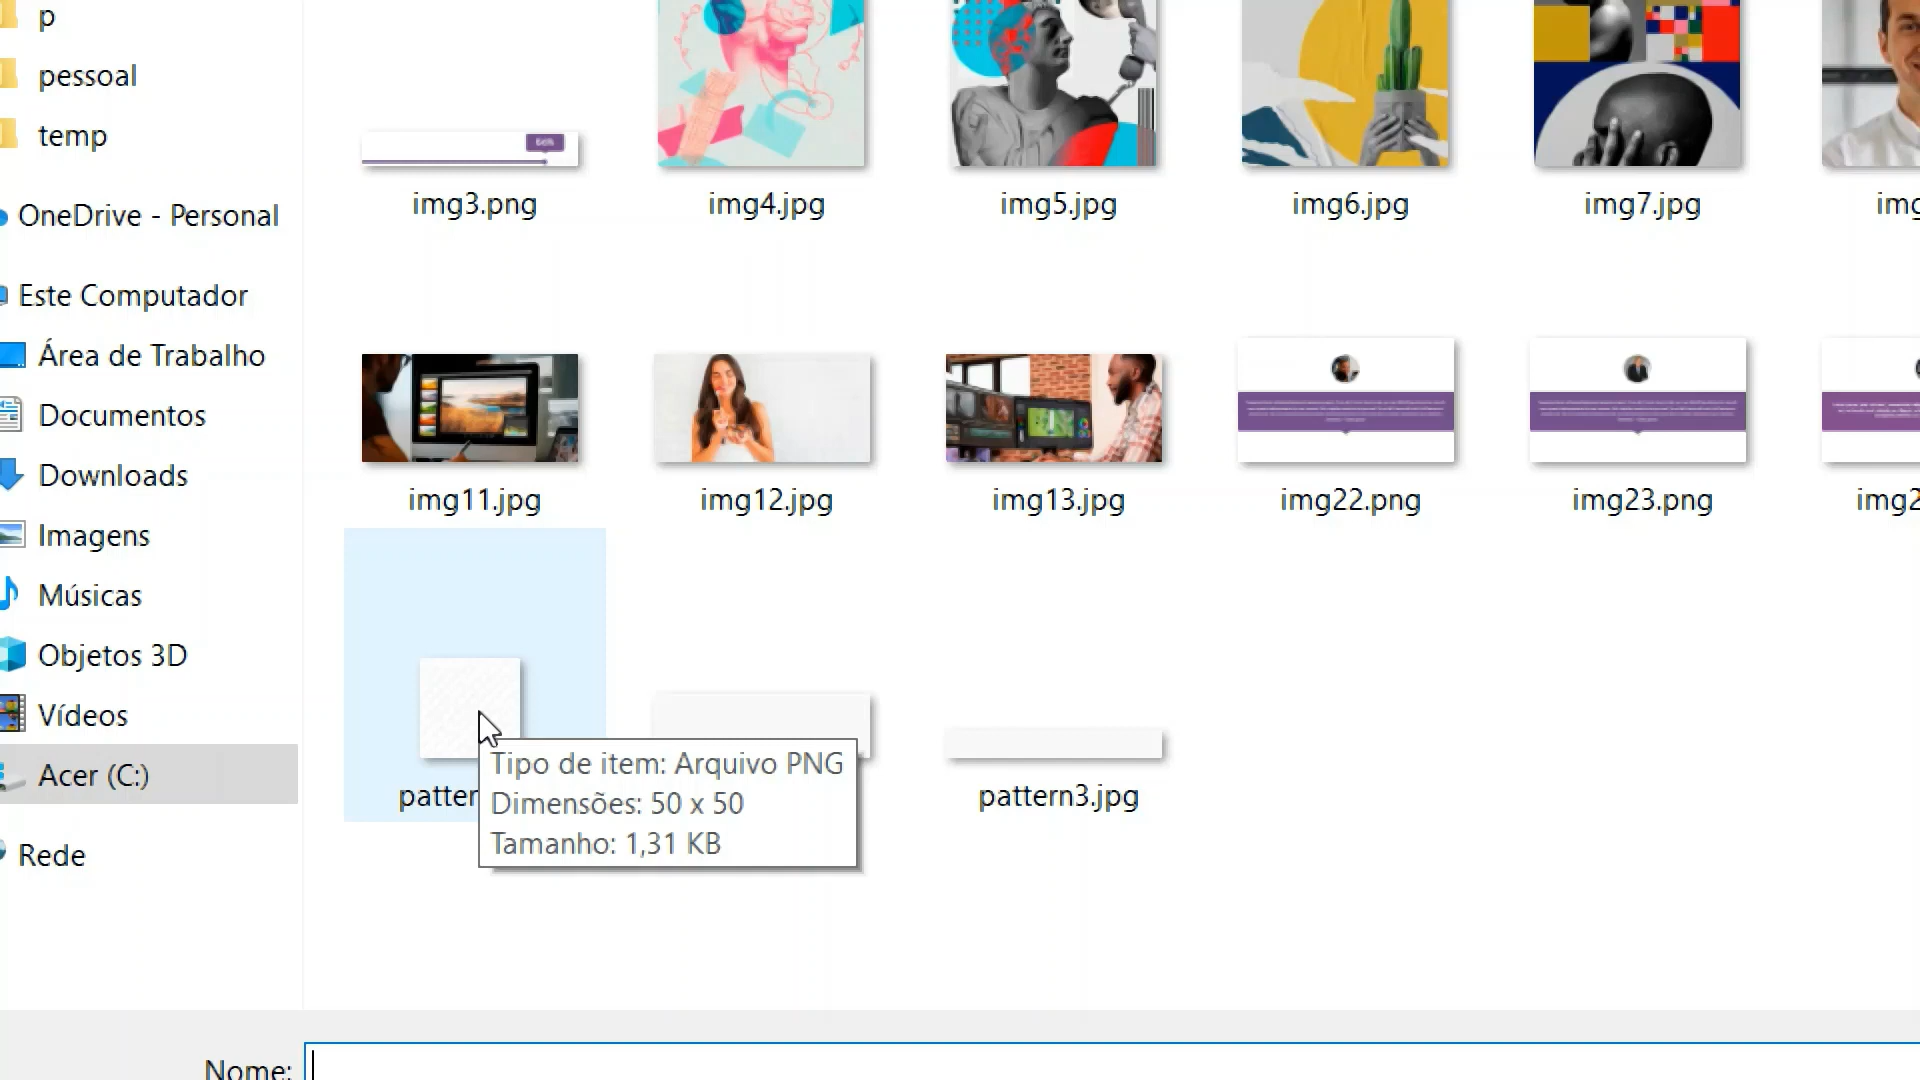 p
pessoal
temp
OneDrive - Personal
Este Computador
Área de Trabalho
Documentos
Downloads
Imagens
Músicas
Objetos 3D
Vídeos
Acer (C:)
Rede
img3.png
img4.jpg
img5.jpg
img6.jpg
img7.jpg
img11.jpg
img12.jpg
img13.jpg
img22.png
img23.png
pattern3.jpg
Tipo de item: Arquivo PNG
Dimensões: 50 x 50
Tamanho: 1,31 KB
Nome: